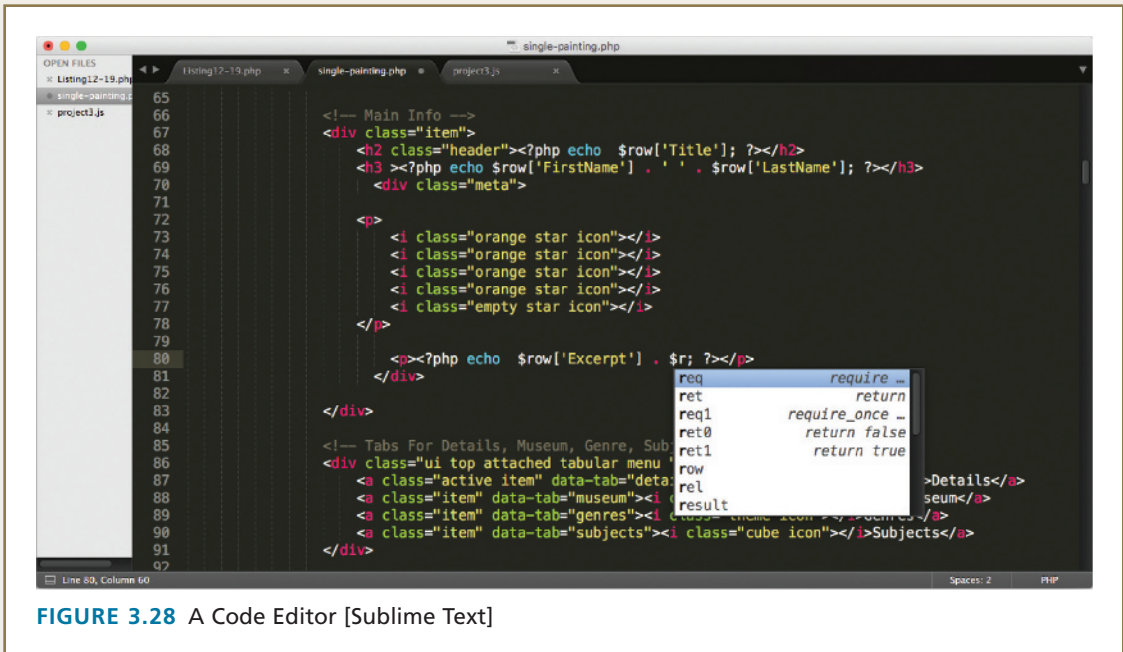 single-painting.php
OPEN FILES
× Listing12-19.php
single-painting.p
× project3.js
Listing12-19.php ×
single-painting.php
project3.js ×
65
66 <!-- Main Info -->
67 <div class="item">
68 <h2 class="header"><?php echo $row['Title']; ?></h2>
69 <h3 ><?php echo $row['FirstName'] . ' ' . $row['LastName']; ?></h3>
70 <div class="meta">
71
72 <p>
73 <i class="orange star icon"></i>
74 <i class="orange star icon"></i>
75 <i class="orange star icon"></i>
76 <i class="orange star icon"></i>
77 <i class="empty star icon"></i>
78 </p>
79
80 <p><?php echo $row['Excerpt'] . $r; ?></p>
81 </div>
82
83 </div>
84
85 <!-- Tabs For Details, Museum, Genre, Sub
86 <div class="ui top attached tabular menu "
87 <a class="active item" data-tab="detai >Details</a>
88 <a class="item" data-tab="museum"><i c seum</a>
89 <a class="item" data-tab="genres"><i class="theme icon"></i>Genres</a>
90 <a class="item" data-tab="subjects"><i class="cube icon"></i>Subjects</a>
91 </div>
92
req require …
ret return
req1 require_once …
ret0 return false
ret1 return true
row
rel
result
Line 80, Column 60
Spaces: 2
PHP
FIGURE 3.28 A Code Editor [Sublime Text]